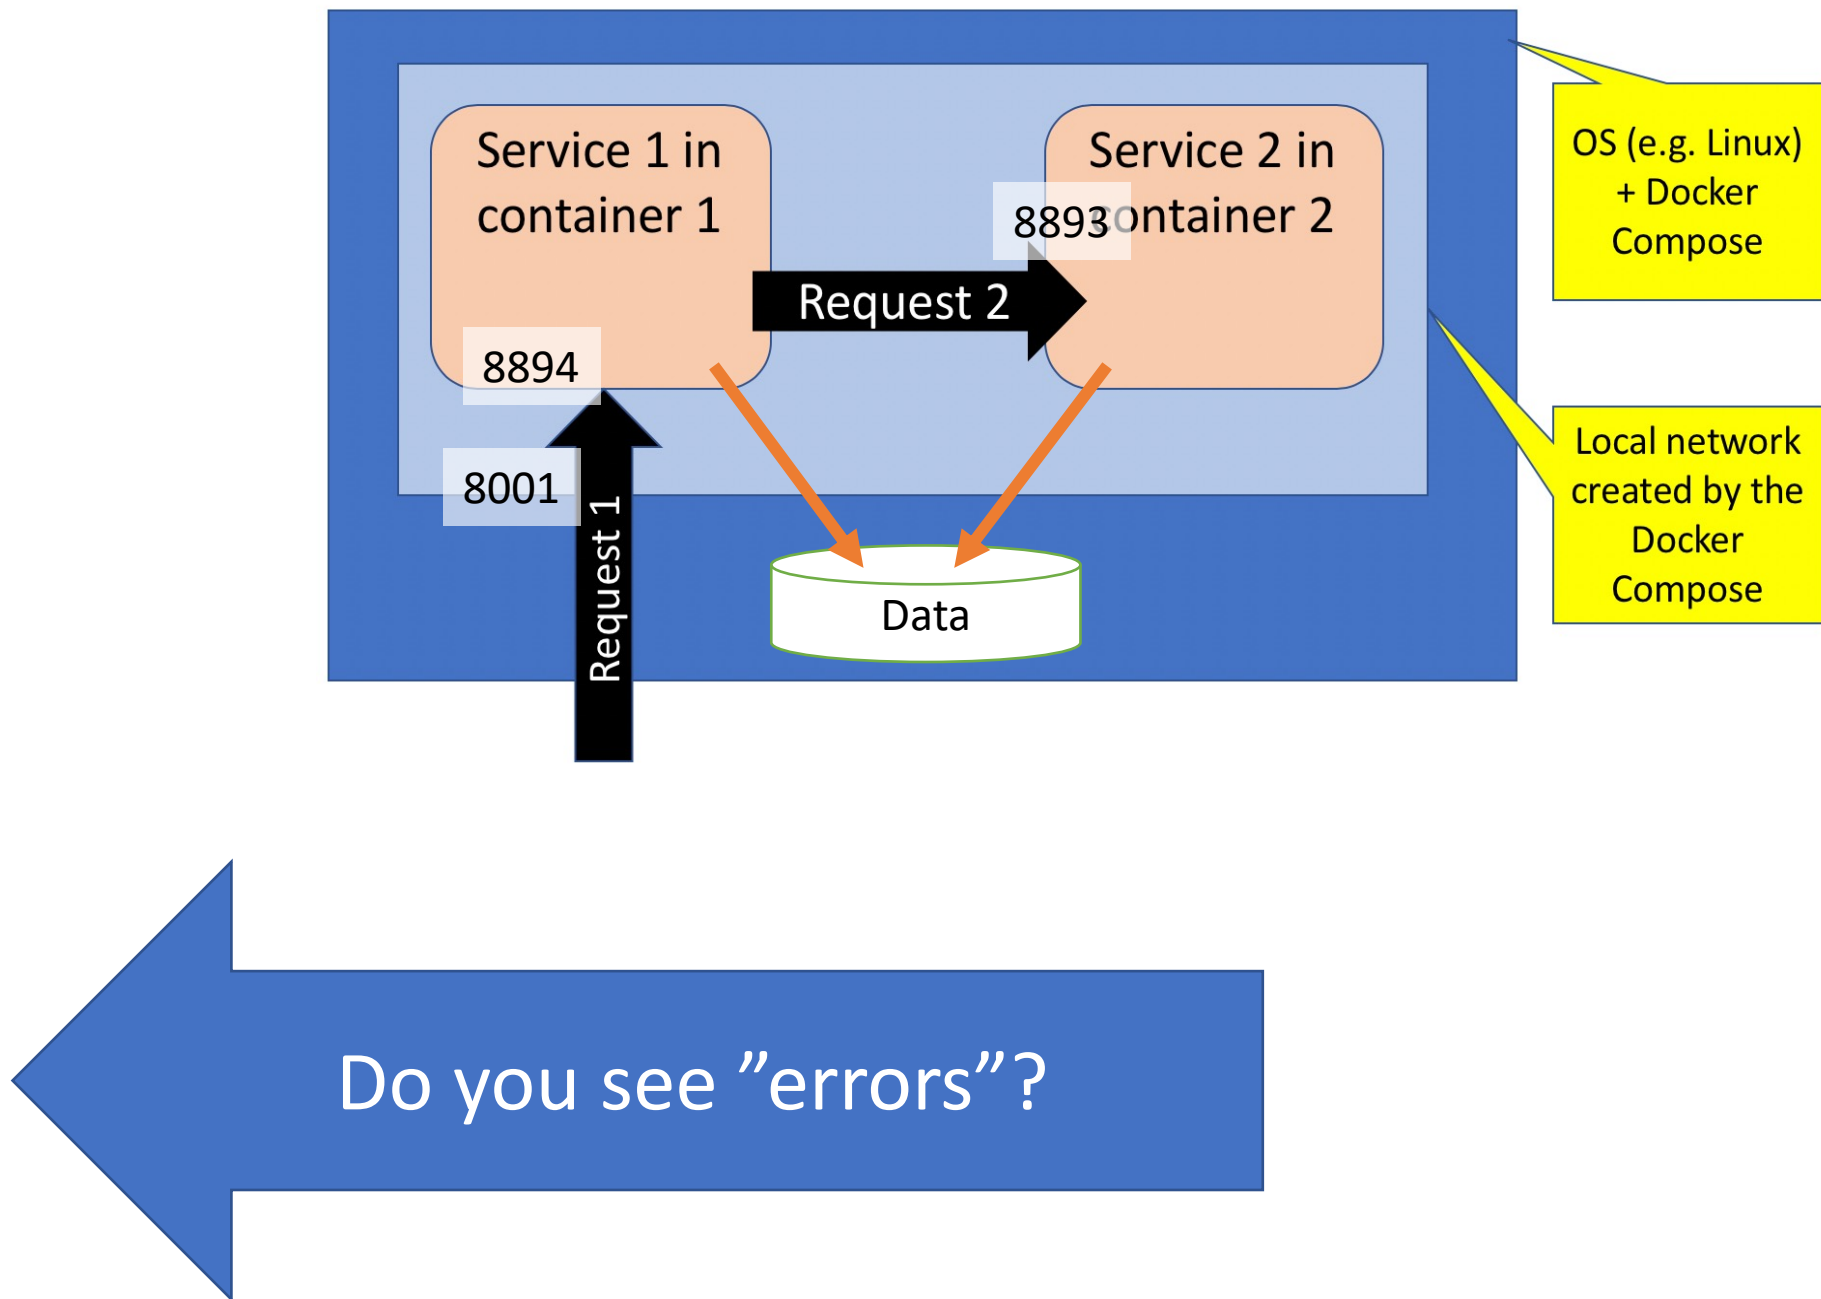 Service 1 in
container 1
8894
8001
Request 1
Request 2
8893
Service 2 in
container 2
Data
OS (e.g. Linux)
+ Docker
Compose
Local network
created by the
Docker
Compose
Do you see ”errors”?